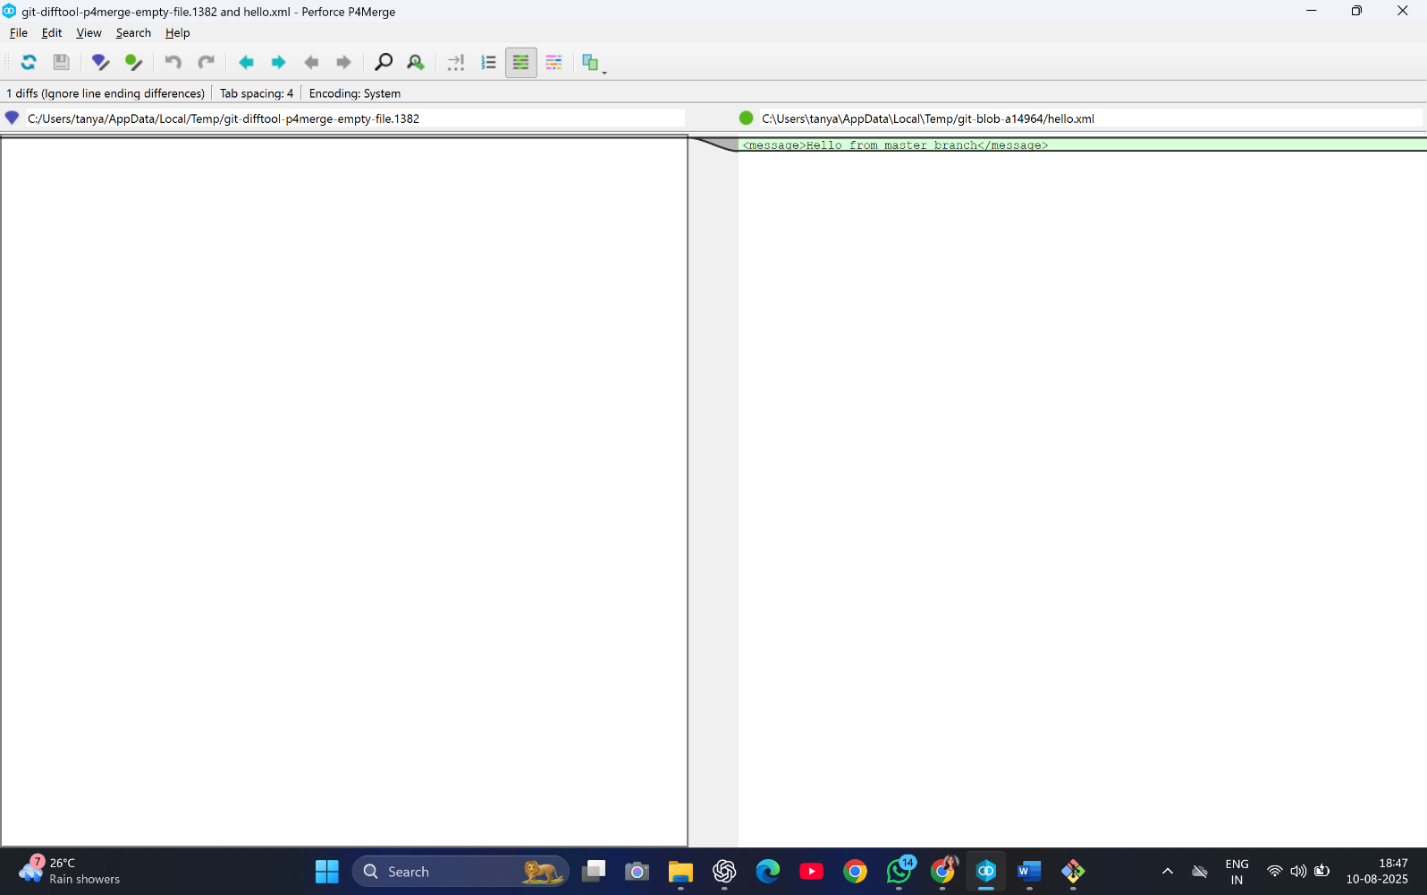 git-difftool-p4merge-empty-file.1382 and hello.xml - Perforce P4Merge
File Edit View Search Help
1 diffs (Ignore line ending differences) Tab spacing: 4 Encoding: System
C:/Users/tanya/AppData/Local/Temp/git-difftool-p4merge-empty-file.1382
C:\Users\tanya\AppData\Local\Temp/git-blob-a14964/hello.xml
<message>Hello from master branch</message>
7
26°C
Rain showers
Search
14
W
ENG
IN
18:47
10-08-2025